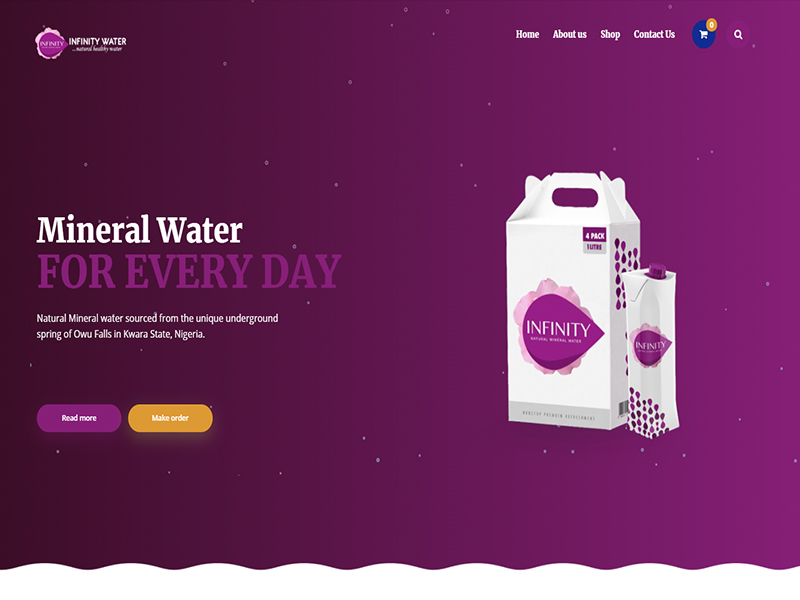 INFINITY
INFINITY WATER
...natural healthy water
Home
About us
Shop
Contact Us
0
Mineral Water
FOR EVERY DAY
Natural Mineral water sourced from the unique underground
spring of Owu Falls in Kwara State, Nigeria.
Read more
Make order
4 PACK
1 LITRE
INFINITY
NATURAL MINERAL WATER
INFINITY